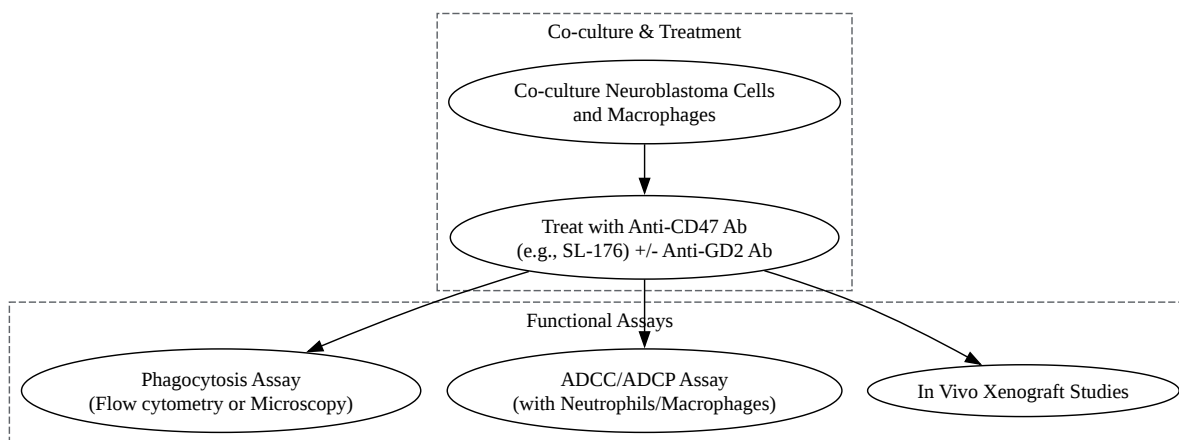 Co-culture & Treatment
Co-culture Neuroblastoma Cells
and Macrophages
Treat with Anti-CD47 Ab
(e.g., SL-176) +/- Anti-GD2 Ab
Functional Assays
Phagocytosis Assay
(Flow cytometry or Microscopy)
ADCC/ADCP Assay
(with Neutrophils/Macrophages)
In Vivo Xenograft Studies